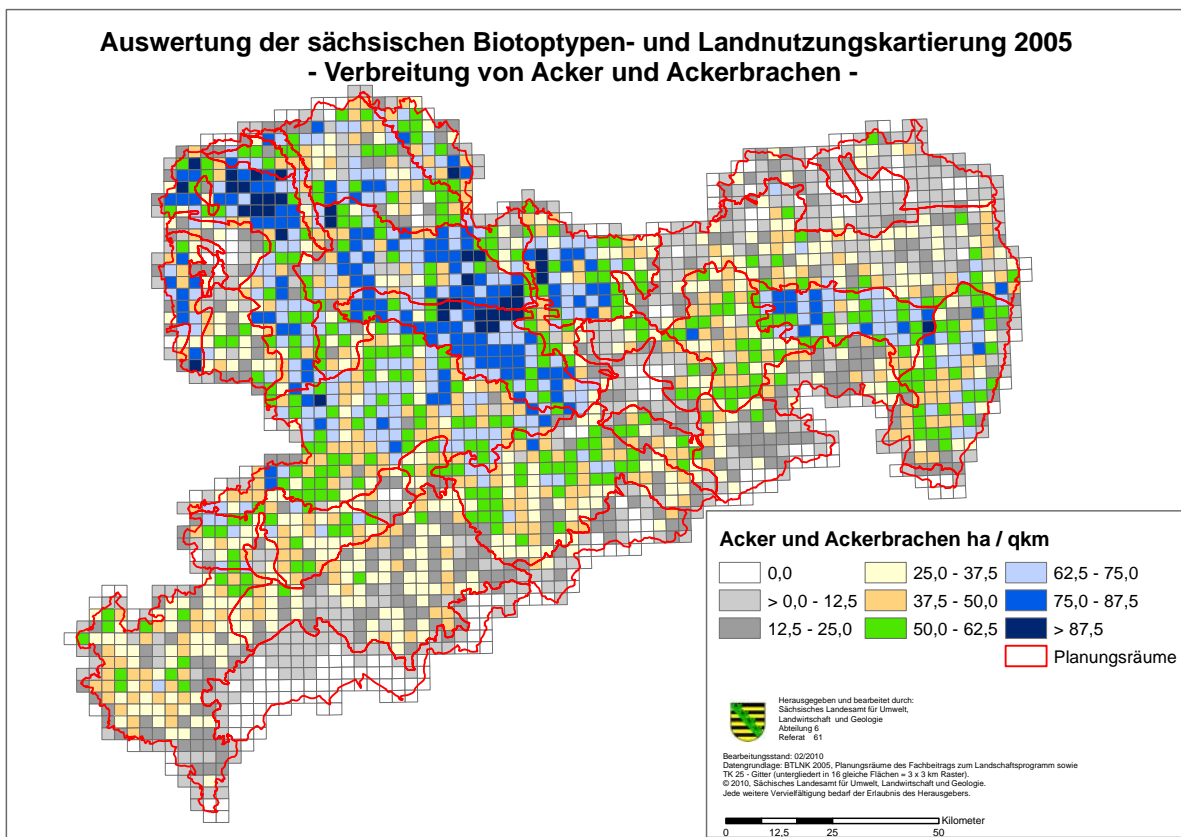 Auswertung der sächsischen Biotoptypen- und Landnutzungskartierung 2005
- Verbreitung von Acker und Ackerbrachen -
Acker und Ackerbrachen ha / qkm
0,0
> 0,0 - 12,5
12,5 - 25,0
25,0 - 37,5
37,5 - 50,0
50,0 - 62,5
62,5 - 75,0
75,0 - 87,5
> 87,5
Planungsräume
Herausgegeben und bearbeitet durch:
Sächsisches Landesamt für Umwelt,
Landwirtschaft und Geologie
Abteilung 6
Referat 61
Bearbeitungsstand: 02/2010
Datengrundlage: BTLNK 2005, Planungsräume des Fachbeitrags zum Landschaftsprogramm sowie
TK 25 - Gitter (untergliedert in 16 gleiche Flächen = 3 x 3 km Raster).
© 2010, Sächisches Landesamt für Umwelt, Landwirtschaft und Geologie.
Jede weitere Vervielfältigung bedarf der Erlaubnis des Herausgebers.
Kilometer
0 12,5 25 50